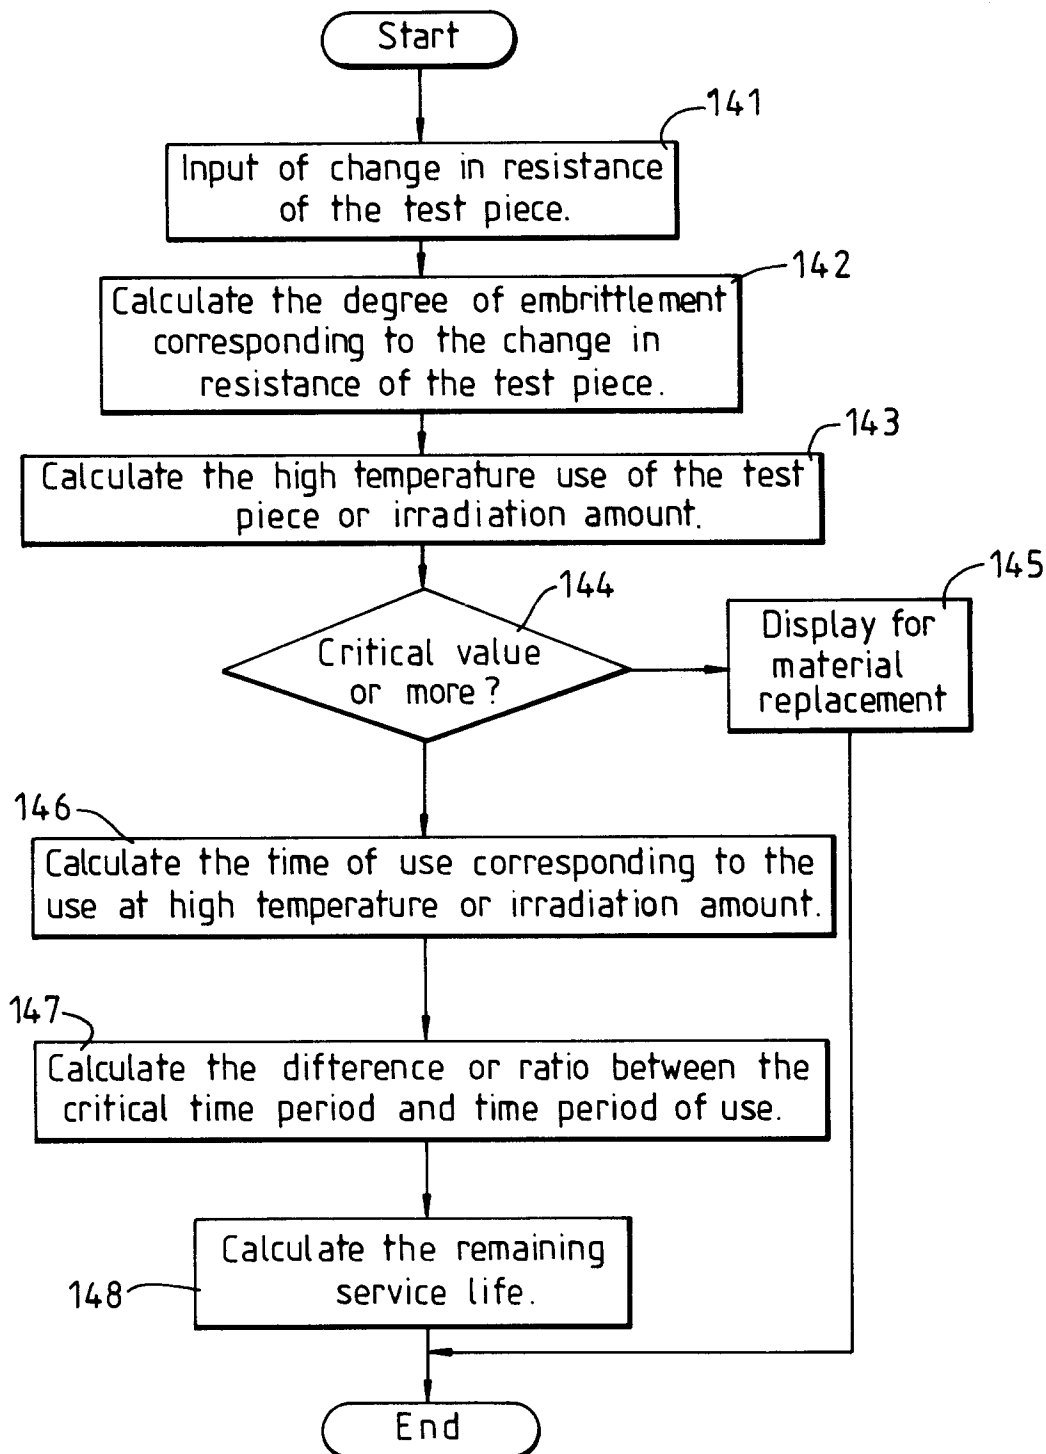 Start
141
Input of change in resistance
of the test piece.
142
Calculate the degree of embrittlement
corresponding to the change in
resistance of the test piece.
143
Calculate the high temperature use of the test
piece or irradiation amount.
144
Critical value
or more?
145
Display for
material
replacement
146
Calculate the time of use corresponding to the
use at high temperature or irradiation amount.
147
Calculate the difference or ratio between the
critical time period and time period of use.
148
Calculate the remaining
service life.
End